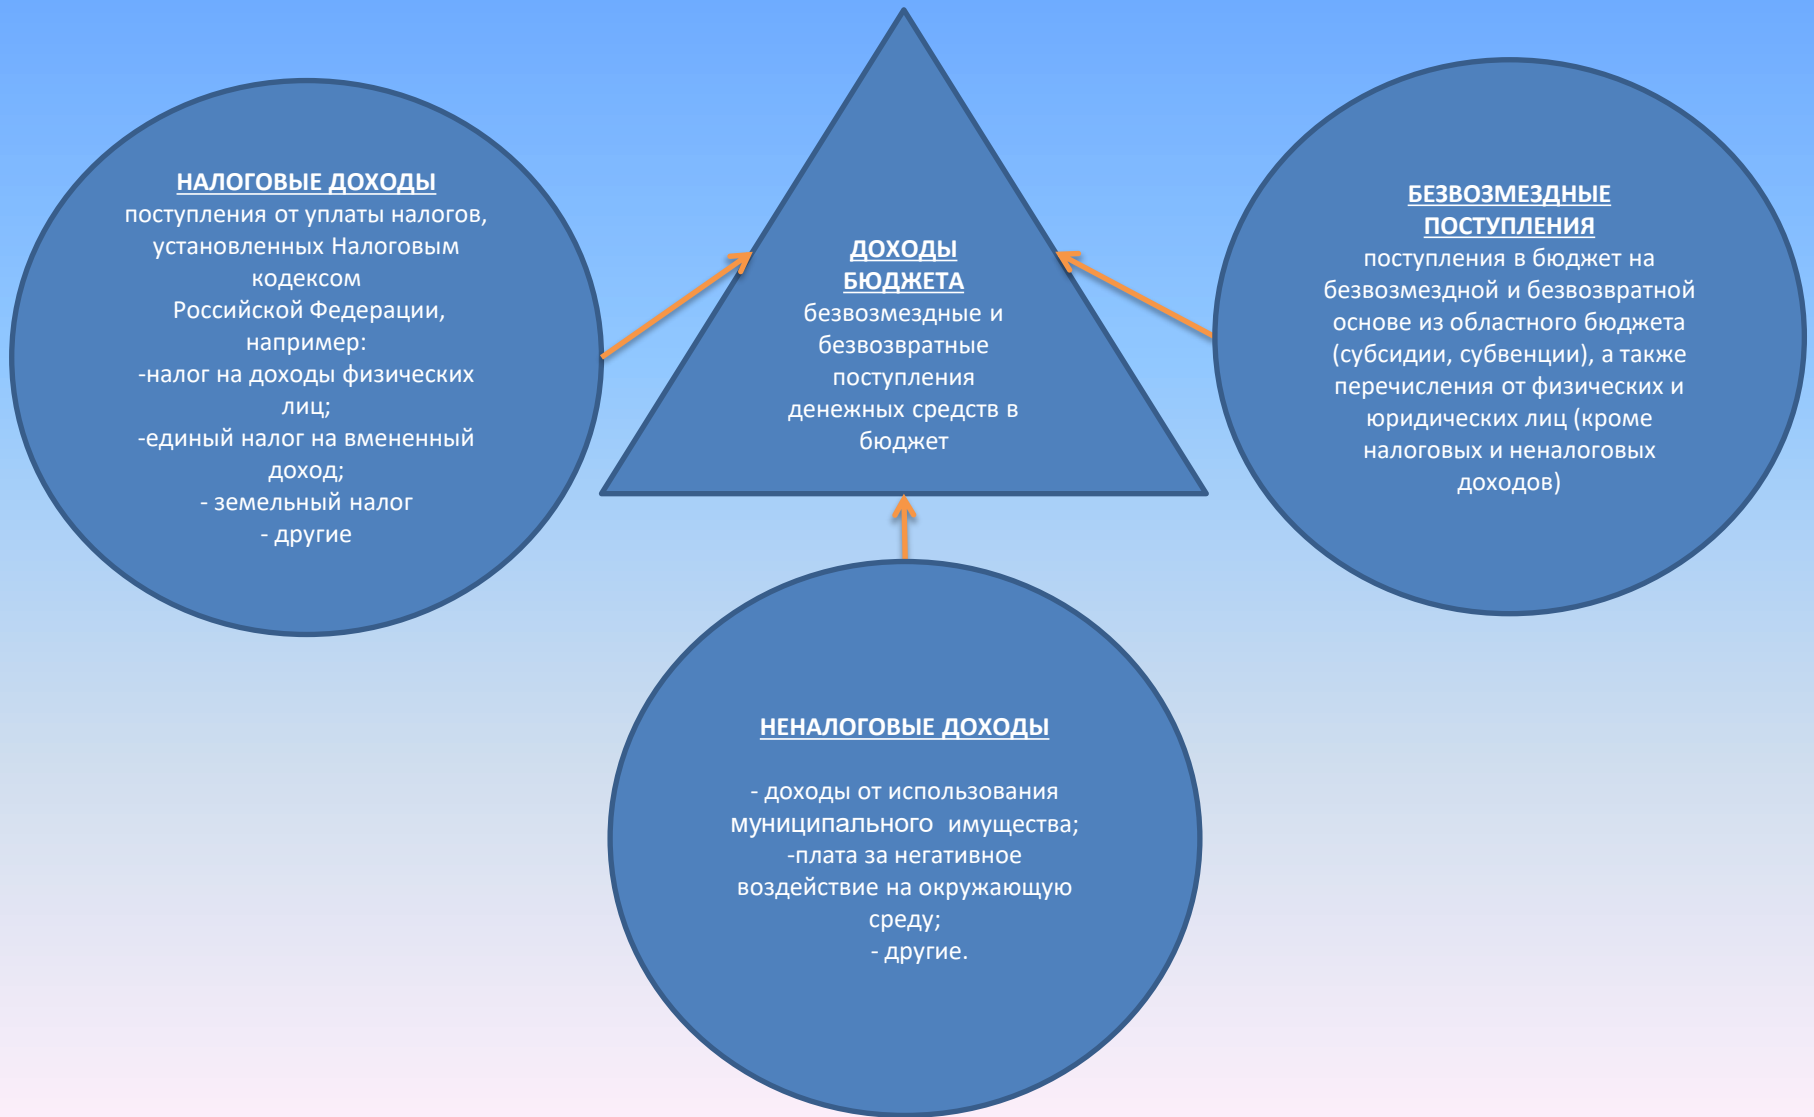 НАЛОГОВЫЕ ДОХОДЫ
поступления от уплаты налогов,
установленных Налоговым
кодексом
Российской Федерации,
например:
-налог на доходы физических
лиц;
-единый налог на вмененный
доход;
- земельный налог
- другие
ДОХОДЫ
БЮДЖЕТА
безвозмездные и
безвозвратные
поступления
денежных средств в
бюджет
БЕЗВОЗМЕЗДНЫЕ
ПОСТУПЛЕНИЯ
поступления в бюджет на
безвозмездной и безвозвратной
основе из областного бюджета
(субсидии, субвенции), а также
перечисления от физических и
юридических лиц (кроме
налоговых и неналоговых
доходов)
НЕНАЛОГОВЫЕ ДОХОДЫ
- доходы от использования
муниципального имущества;
-плата за негативное
воздействие на окружающую
среду;
- другие.